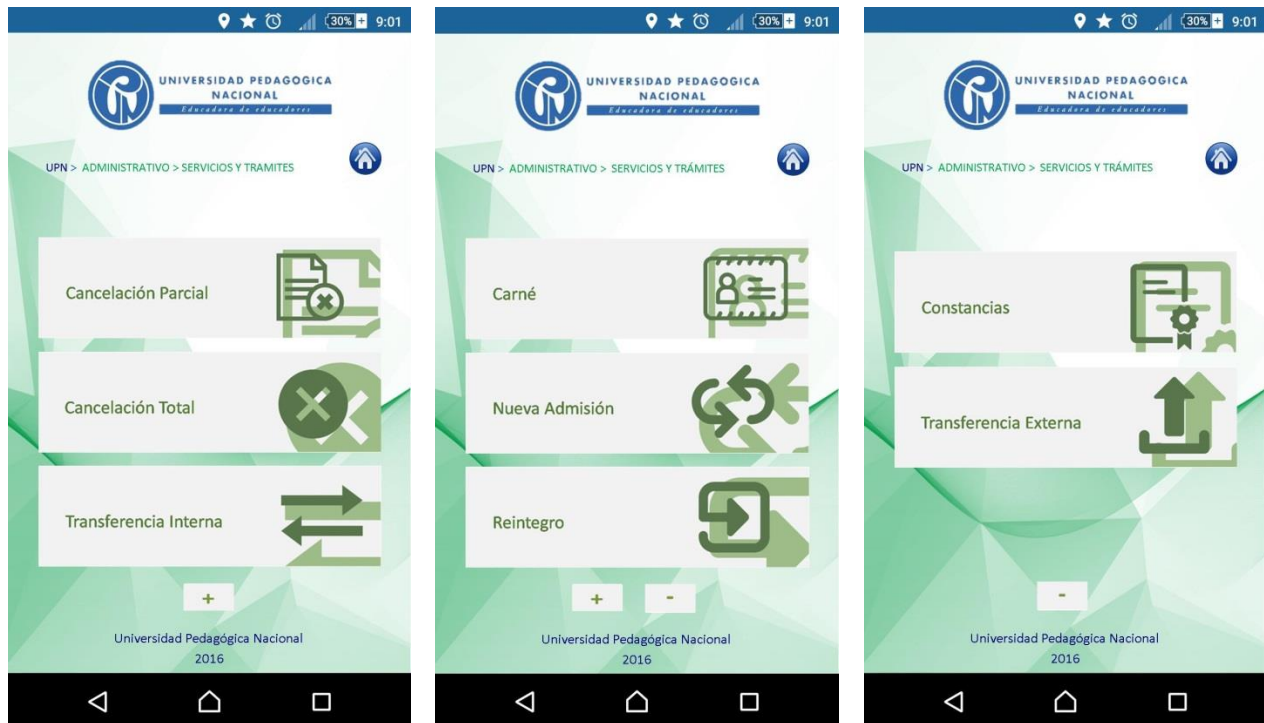 30% 9:01
UNIVERSIDAD PEDAGOGICA
NACIONAL
Educadora de educadores
UPN > ADMINISTRATIVO > SERVICIOS Y TRAMITES
Cancelación Parcial
Cancelación Total
Transferencia Interna
+
Universidad Pedagógica Nacional
2016
30% 9:01
UNIVERSIDAD PEDAGOGICA
NACIONAL
Educadora de educadores
UPN > ADMINISTRATIVO > SERVICIOS Y TRÁMITES
Carné
Nueva Admisión
Reintegro
+ -
Universidad Pedagógica Nacional
2016
30% 9:01
UNIVERSIDAD PEDAGOGICA
NACIONAL
Educadora de educadores
UPN > ADMINISTRATIVO > SERVICIOS Y TRÁMITES
Constancias
Transferencia Externa
-
Universidad Pedagógica Nacional
2016